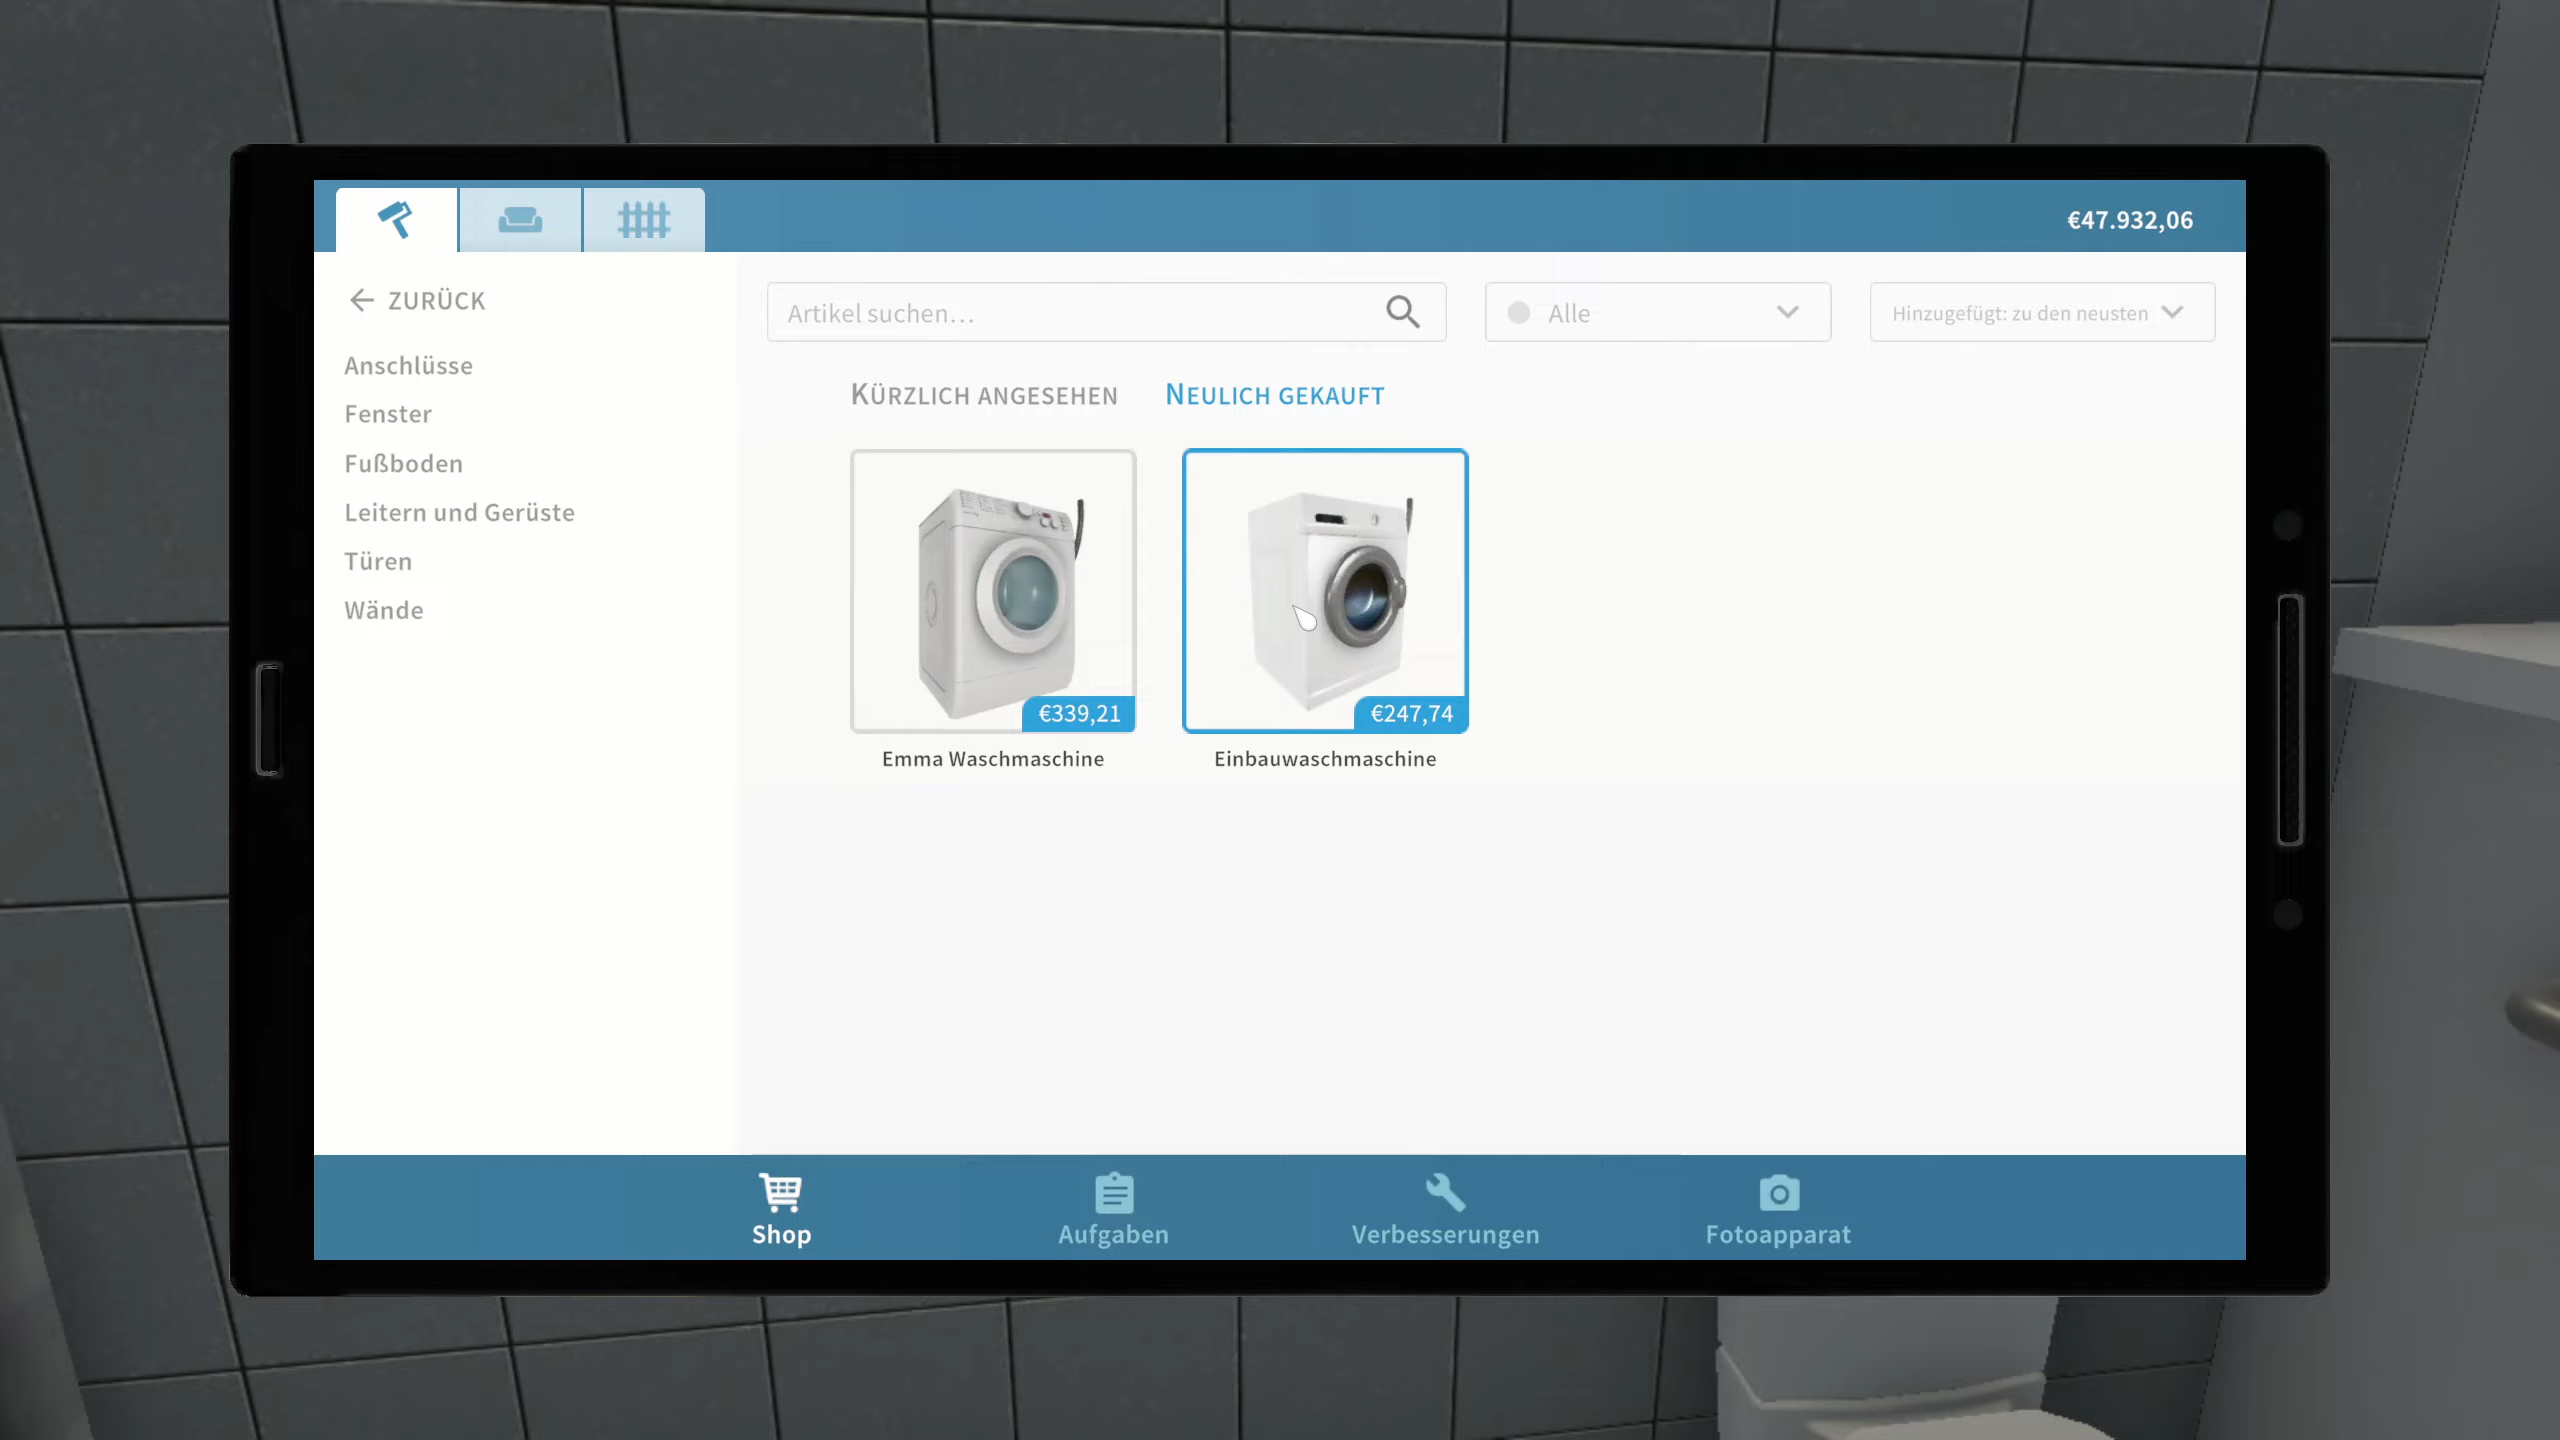 €47.932,06
ZURÜCK
Anschlüsse
Fenster
Fußboden
Leitern und Gerüste
Türen
Wände
Artikel suchen...
Alle
Hinzugefügt: zu den neusten
KÜRZLICH ANGESEHEN
NEULICH GEKAUFT
€339,21
€247,74
Emma Waschmaschine
Einbauwaschmaschine
Shop
Aufgaben
Verbesserungen
Fotoapparat